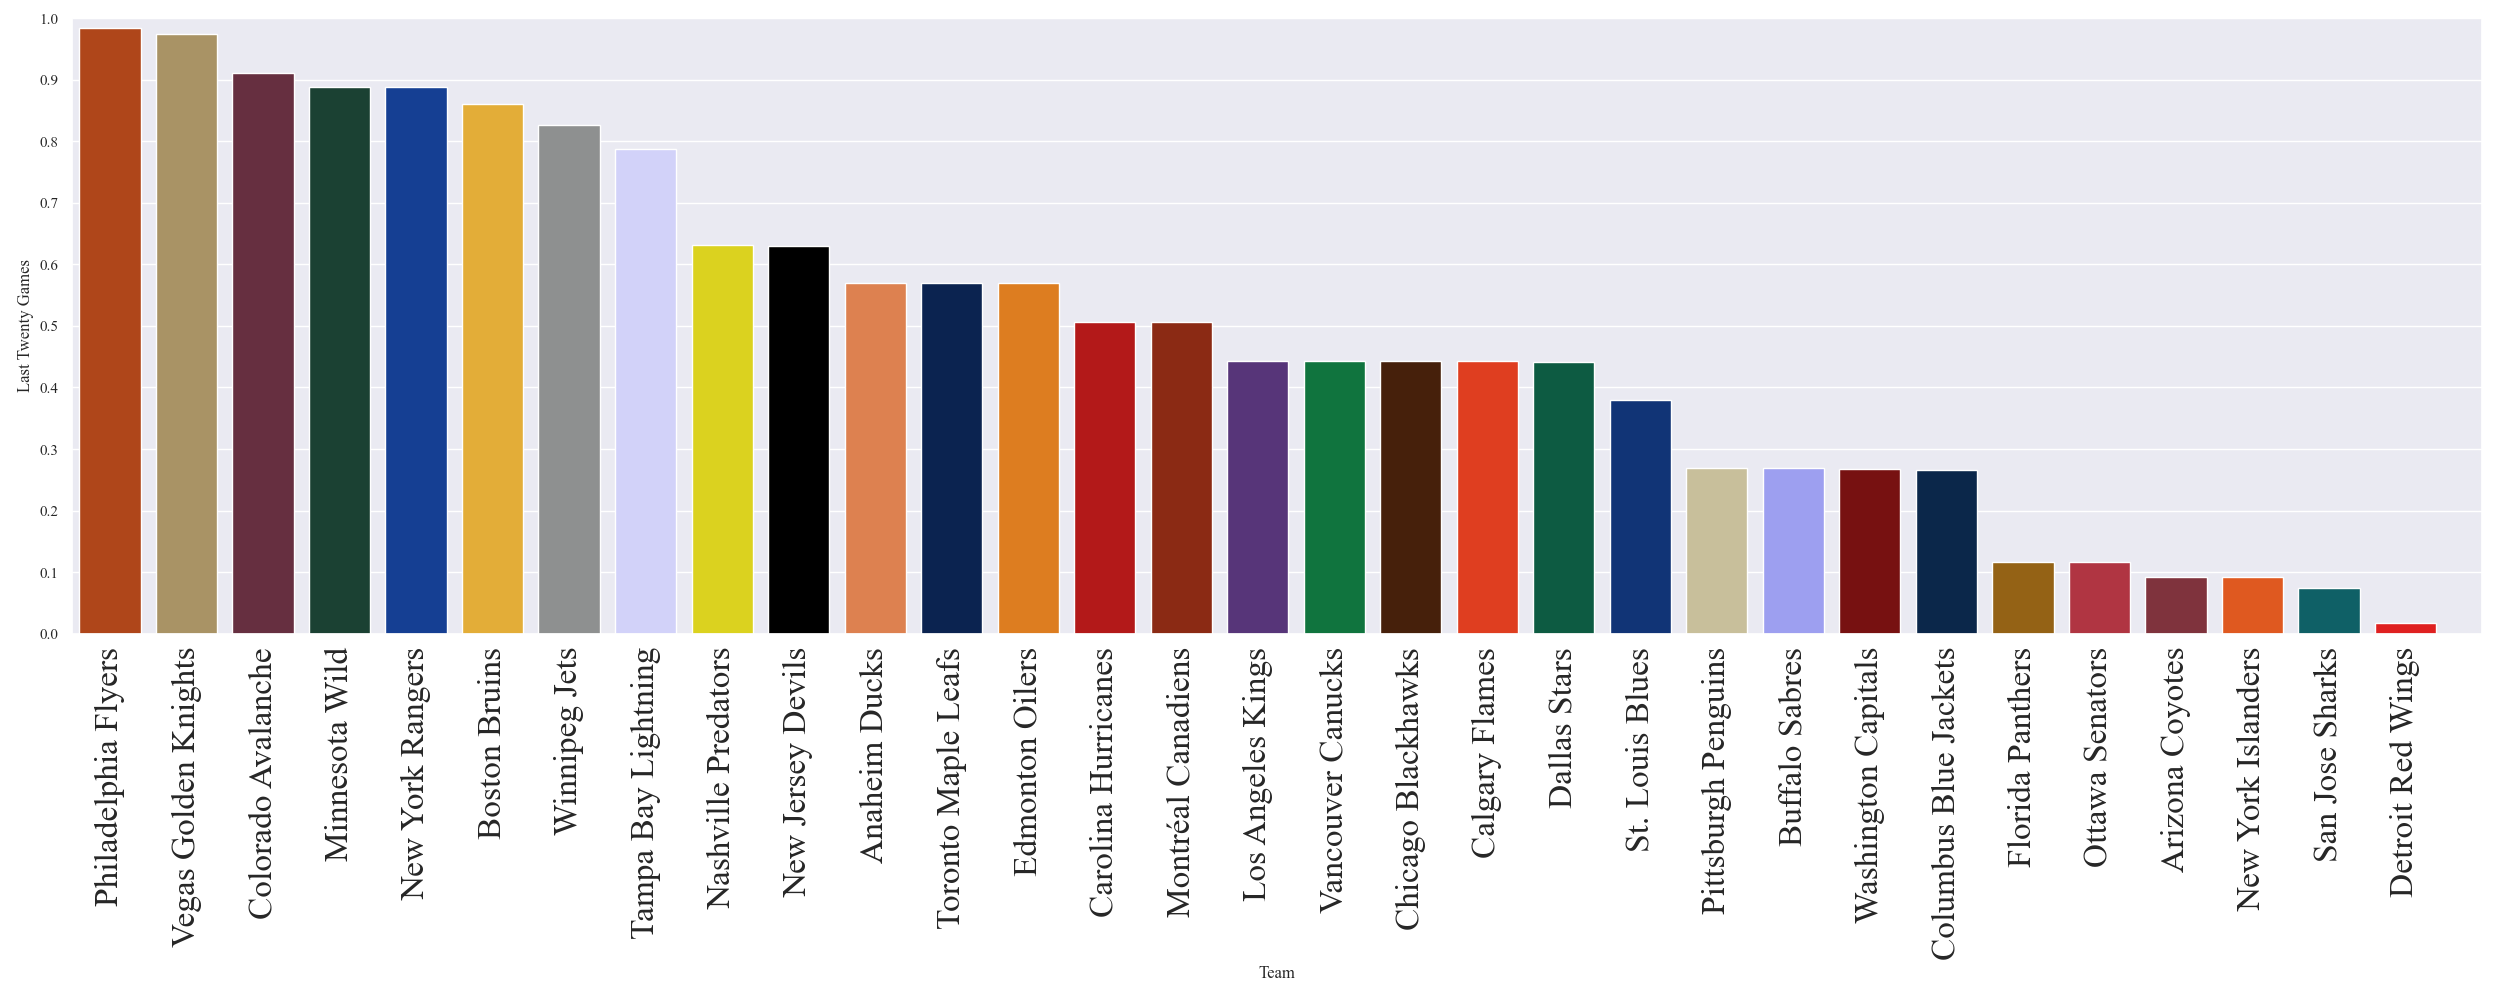 Last Twenty Games
1.0
0.9
0.8
0.7
0.6
0.5
0.4
0.3
0.2
0.1
0.0
Philadelphia Flyers
Vegas Golden Knights
Colorado Avalanche
Minnesota Wild
New York Rangers
Boston Bruins
Winnipeg Jets
Tampa Bay Lightning
Nashville Predators
New Jersey Devils
Anaheim Ducks
Toronto Maple Leafs
Edmonton Oilers
Carolina Hurricanes
Montréal Canadiens
Los Angeles Kings
Vancouver Canucks
Chicago Blackhawks
Calgary Flames
Dallas Stars
St. Louis Blues
Pittsburgh Penguins
Buffalo Sabres
Washington Capitals
Columbus Blue Jackets
Florida Panthers
Ottawa Senators
Arizona Coyotes
New York Islanders
San Jose Sharks
Detroit Red Wings
Team